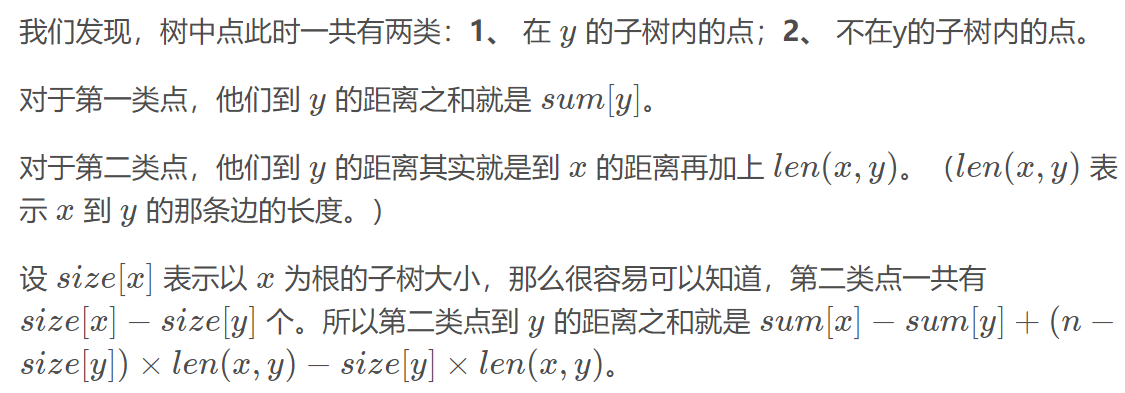 我们发现，树中点此时一共有两类：1、 在 y 的子树内的点；2、 不在y的子树内的点。
对于第一类点，他们到 y 的距离之和就是 sum[y]。
对于第二类点，他们到 y 的距离其实就是到 x 的距离再加上 len(x, y)。（len(x, y) 表
示 x 到 y 的那条边的长度。）
设 size[x] 表示以 x 为根的子树大小，那么很容易可以知道，第二类点一共有
size[x] − size[y] 个。所以第二类点到 y 的距离之和就是 sum[x] − sum[y] + (n −
size[y]) × len(x, y) − size[y] × len(x, y)。